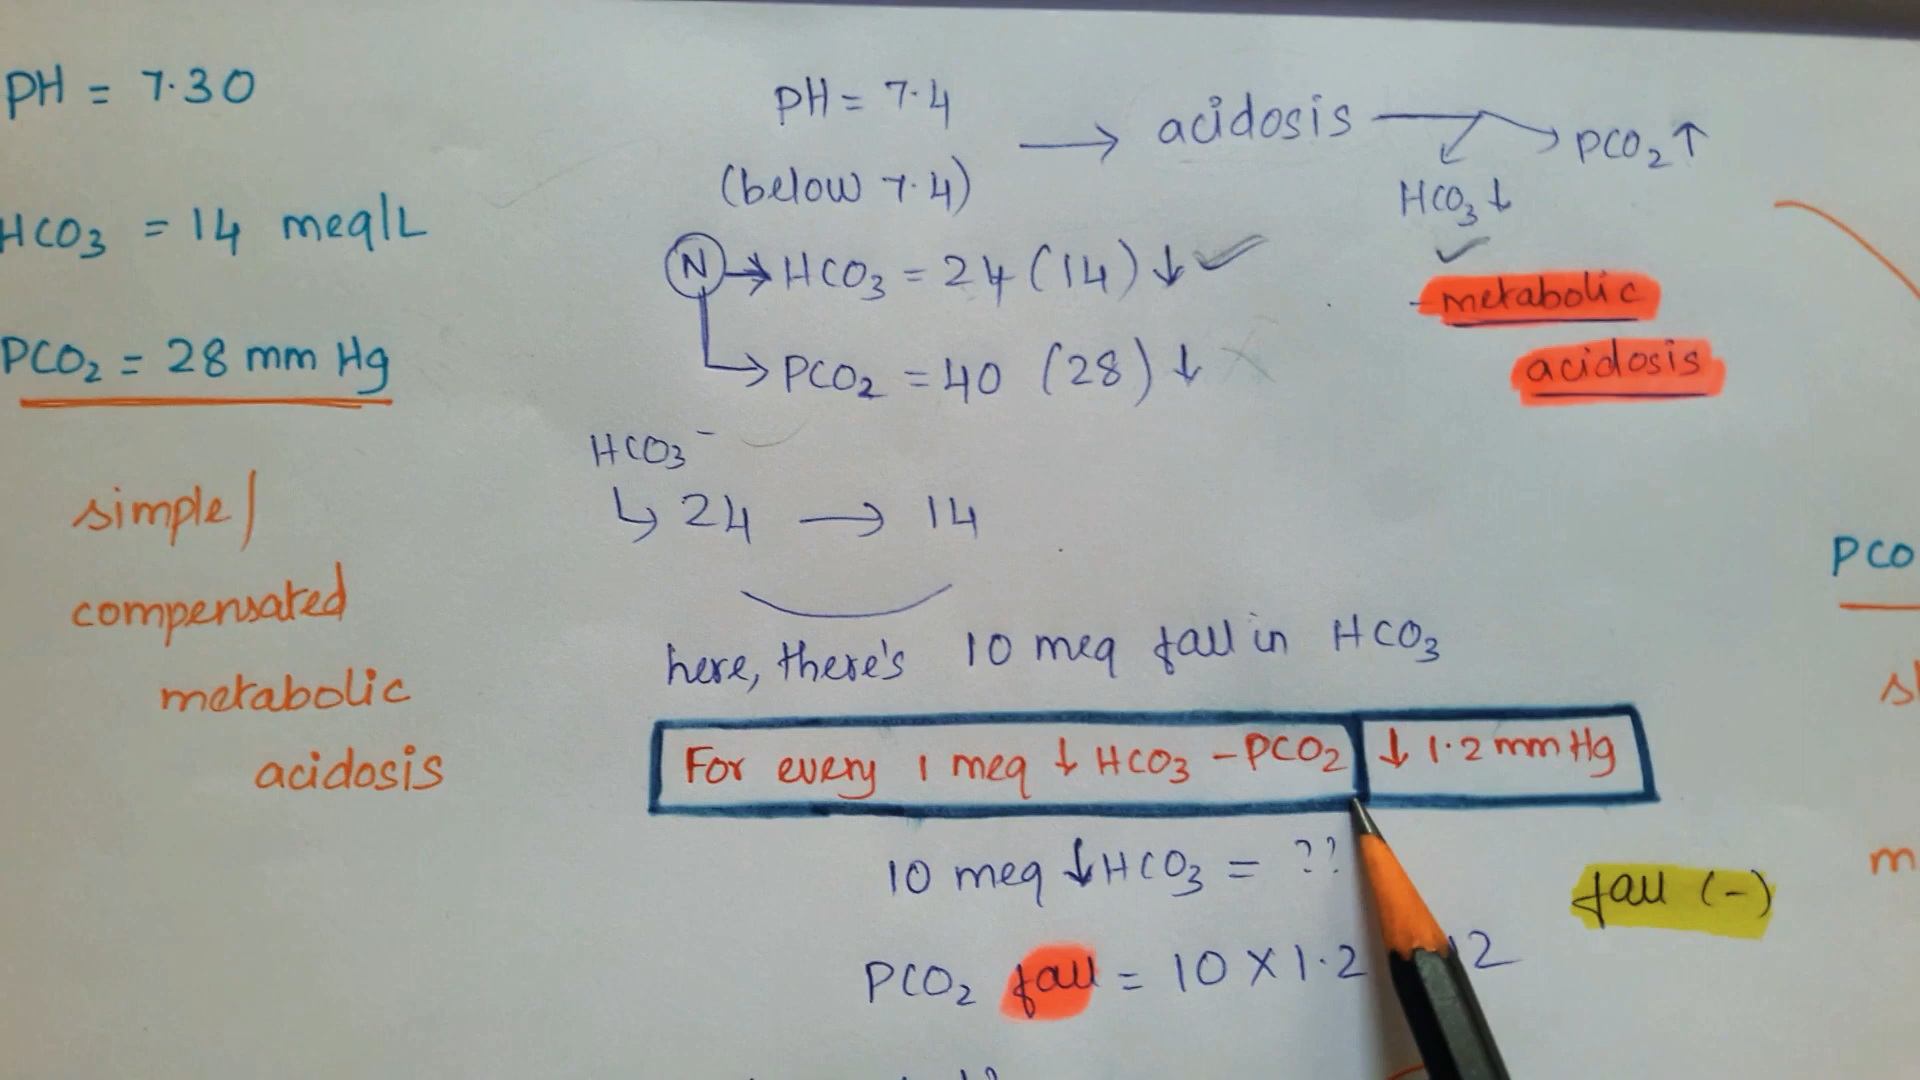 PH = 7.30
HCO3 = 14 meq/L
PCO2 = 28 mm Hg
simple/
compensated
metabolic
acidosis
PH = 7.4
(below 7.4)
→ acidosis → PCO2 ↑
HCO3 ↓
N → HCO3 = 24 (14) ↓ ✓
✓
- metabolic
acidosis
→ PCO2 = 40 (28) ↓ ×
HCO3⁻
↳ 24 → 14
here, there's 10 meq fall in HCO3
For every 1 meq ↓ HCO3 - PCO2 ↓ 1.2 mm Hg
10 meq ↓ HCO3 = ??
fall (-)
PCO2 fall = 10 X 1.2 12
PCO